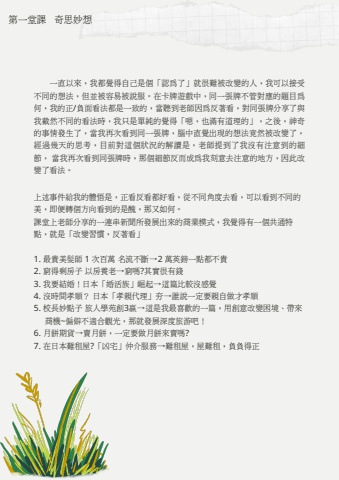 第一堂課 奇思妙想
一直以來，我都覺得自己是個「認為了」就很難被改變的人，我可以接受
不同的想法，但並被容易被說服。在卡牌遊戲中，同一張牌不管對應的題目為
何，我的正/負面看法都是一致的，當聽到老師因為反著看，對同張牌分享了與
我截然不同的看法時，我只是單純的覺得「嗯，也滿有道理的」，之後，神奇
的事情發生了，當我再次看到同一張牌，腦中直覺出現的想法竟然被改變了，
經過幾天的思考，目前對這個狀況的解讀是，老師提到了我沒有注意到的細
節， 當我再次看到同張牌時，那個細節反而成為我刻意去注意的地方，因此改
變了看法。
上述事件給我的體悟是，正看反看都好看，從不同角度去看，可以看到不同的
美，即便轉個方向看到的是醜，那又如何。
課堂上老師分享的一連串新聞所發展出來的商業模式，我覺得有一個共通特
點，就是「改變習慣，反著看」
1. 最貴美髮師 1 次百萬 名流不斷→2 萬英鎊一點都不貴
2. 窮得剩房子 以房養老→窮嗎?其實很有錢
3. 我要結婚！日本「婚活族」崛起→這篇比較沒感覺
4. 沒時間孝順？ 日本「孝親代理」夯→誰說一定要親自做才孝順
5. 校長妙點子 旅人學苑創3贏→這是我最喜歡的一篇，用創意改變困境、帶來
商機~偏僻不適合觀光，那就發展深度旅游吧！
6. 月餅期貨→賣月餅，一定要做月餅來賣嗎?
7. 在日本難租屋?「凶宅」仲介服務→難租屋，屋難租，負負得正